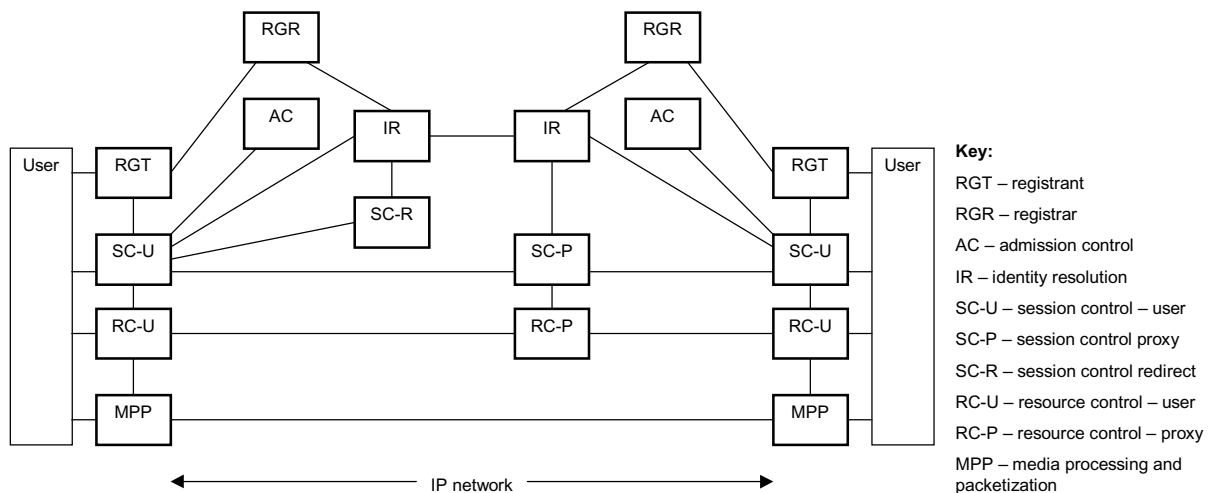 RGR
RGR
AC
IR
IR
AC
User
RGT
RGT
User
SC-R
SC-U
SC-P
SC-U
RC-U
RC-P
RC-U
MPP
MPP
IP network
Key:
RGT – registrant
RGR – registrar
AC – admission control
IR – identity resolution
SC-U – session control – user
SC-P – session control proxy
SC-R – session control redirect
RC-U – resource control – user
RC-P – resource control – proxy
MPP – media processing and
packetization